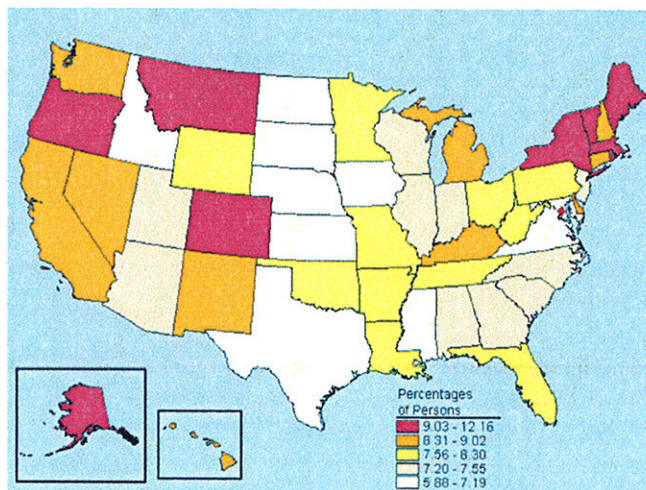 Percentages
of Persons
9.03 - 12.16
8.31 - 9.02
7.56 - 8.30
7.20 - 7.55
5.88 - 7.19